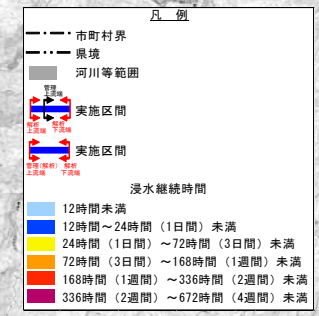 凡 例
市町村界
県境
河川等範囲
管理
上流端
実施区間
解析
上流端
解析
下流端
実施区間
管理(解析)
上流端
解析
下流端
浸水継続時間
12時間未満
12時間～24時間（1日間）未満
24時間（1日間）～72時間（3日間）未満
72時間（3日間）～168時間（1週間）未満
168時間（1週間）～336時間（2週間）未満
336時間（2週間）～672時間（4週間）未満